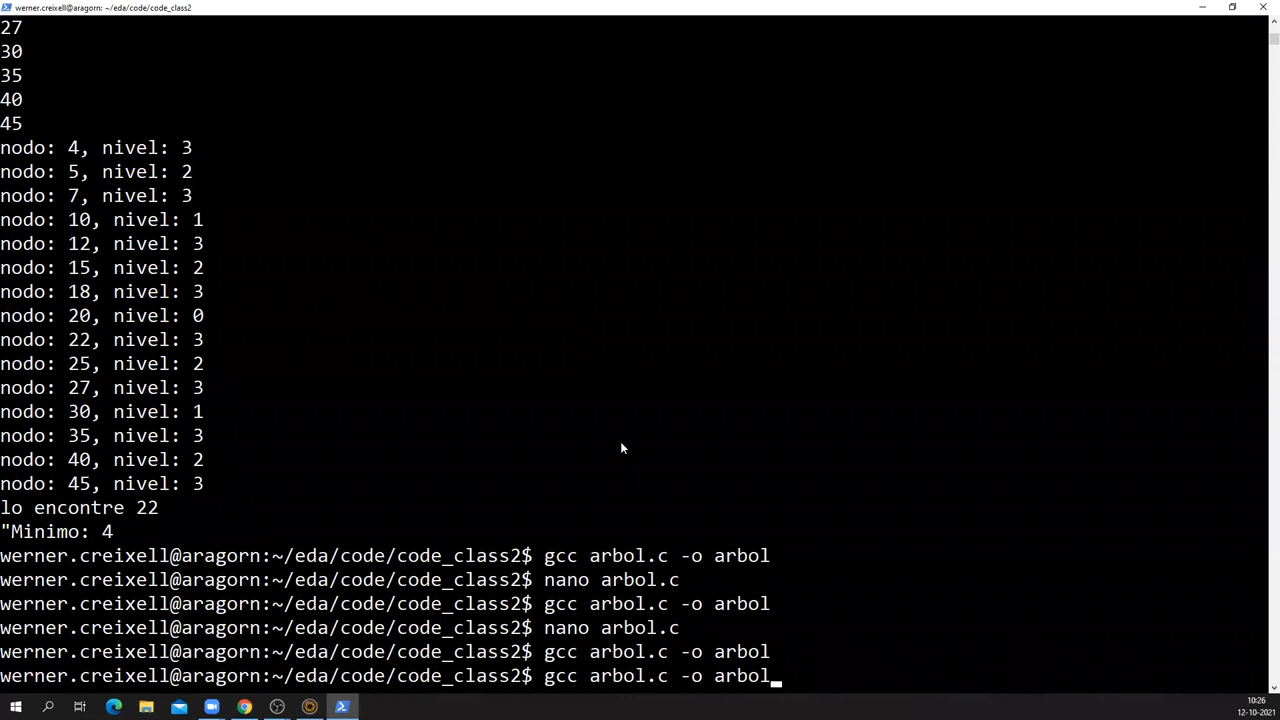 werner.creixell@aragorn: ~/eda/code/code_class2
27
30
35
40
45
nodo: 4, nivel: 3
nodo: 5, nivel: 2
nodo: 7, nivel: 3
nodo: 10, nivel: 1
nodo: 12, nivel: 3
nodo: 15, nivel: 2
nodo: 18, nivel: 3
nodo: 20, nivel: 0
nodo: 22, nivel: 3
nodo: 25, nivel: 2
nodo: 27, nivel: 3
nodo: 30, nivel: 1
nodo: 35, nivel: 3
nodo: 40, nivel: 2
nodo: 45, nivel: 3
lo encontre 22
"Minimo: 4
werner.creixell@aragorn:~/eda/code/code_class2$ gcc arbol.c -o arbol
werner.creixell@aragorn:~/eda/code/code_class2$ nano arbol.c
werner.creixell@aragorn:~/eda/code/code_class2$ gcc arbol.c -o arbol
werner.creixell@aragorn:~/eda/code/code_class2$ nano arbol.c
werner.creixell@aragorn:~/eda/code/code_class2$ gcc arbol.c -o arbol
werner.creixell@aragorn:~/eda/code/code_class2$ gcc arbol.c -o arbol
10:26
12-10-2021